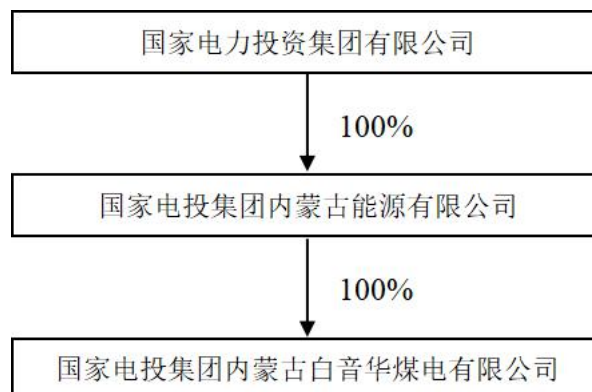 国家电力投资集团有限公司
100%
国家电投集团内蒙古能源有限公司
100%
国家电投集团内蒙古白音华煤电有限公司